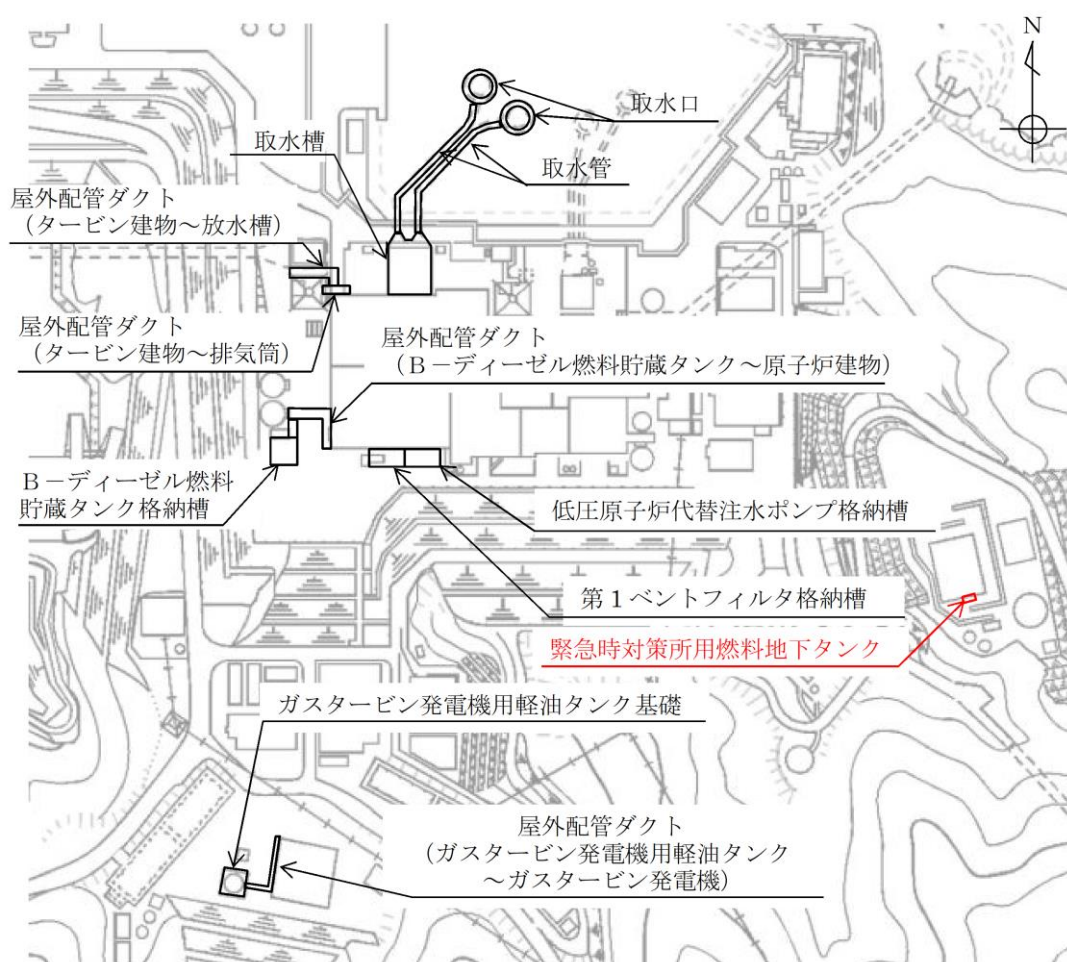 N
取水口
取水槽
取水管
屋外配管ダクト
（タービン建物～放水槽）
屋外配管ダクト
（タービン建物～排気筒）
屋外配管ダクト
（Ｂ－ディーゼル燃料貯蔵タンク～原子炉建物）
Ｂ－ディーゼル燃料
貯蔵タンク格納槽
低圧原子炉代替注水ポンプ格納槽
第１ベントフィルタ格納槽
緊急時対策所用燃料地下タンク
ガスタービン発電機用軽油タンク基礎
屋外配管ダクト
（ガスタービン発電機用軽油タンク
～ガスタービン発電機）